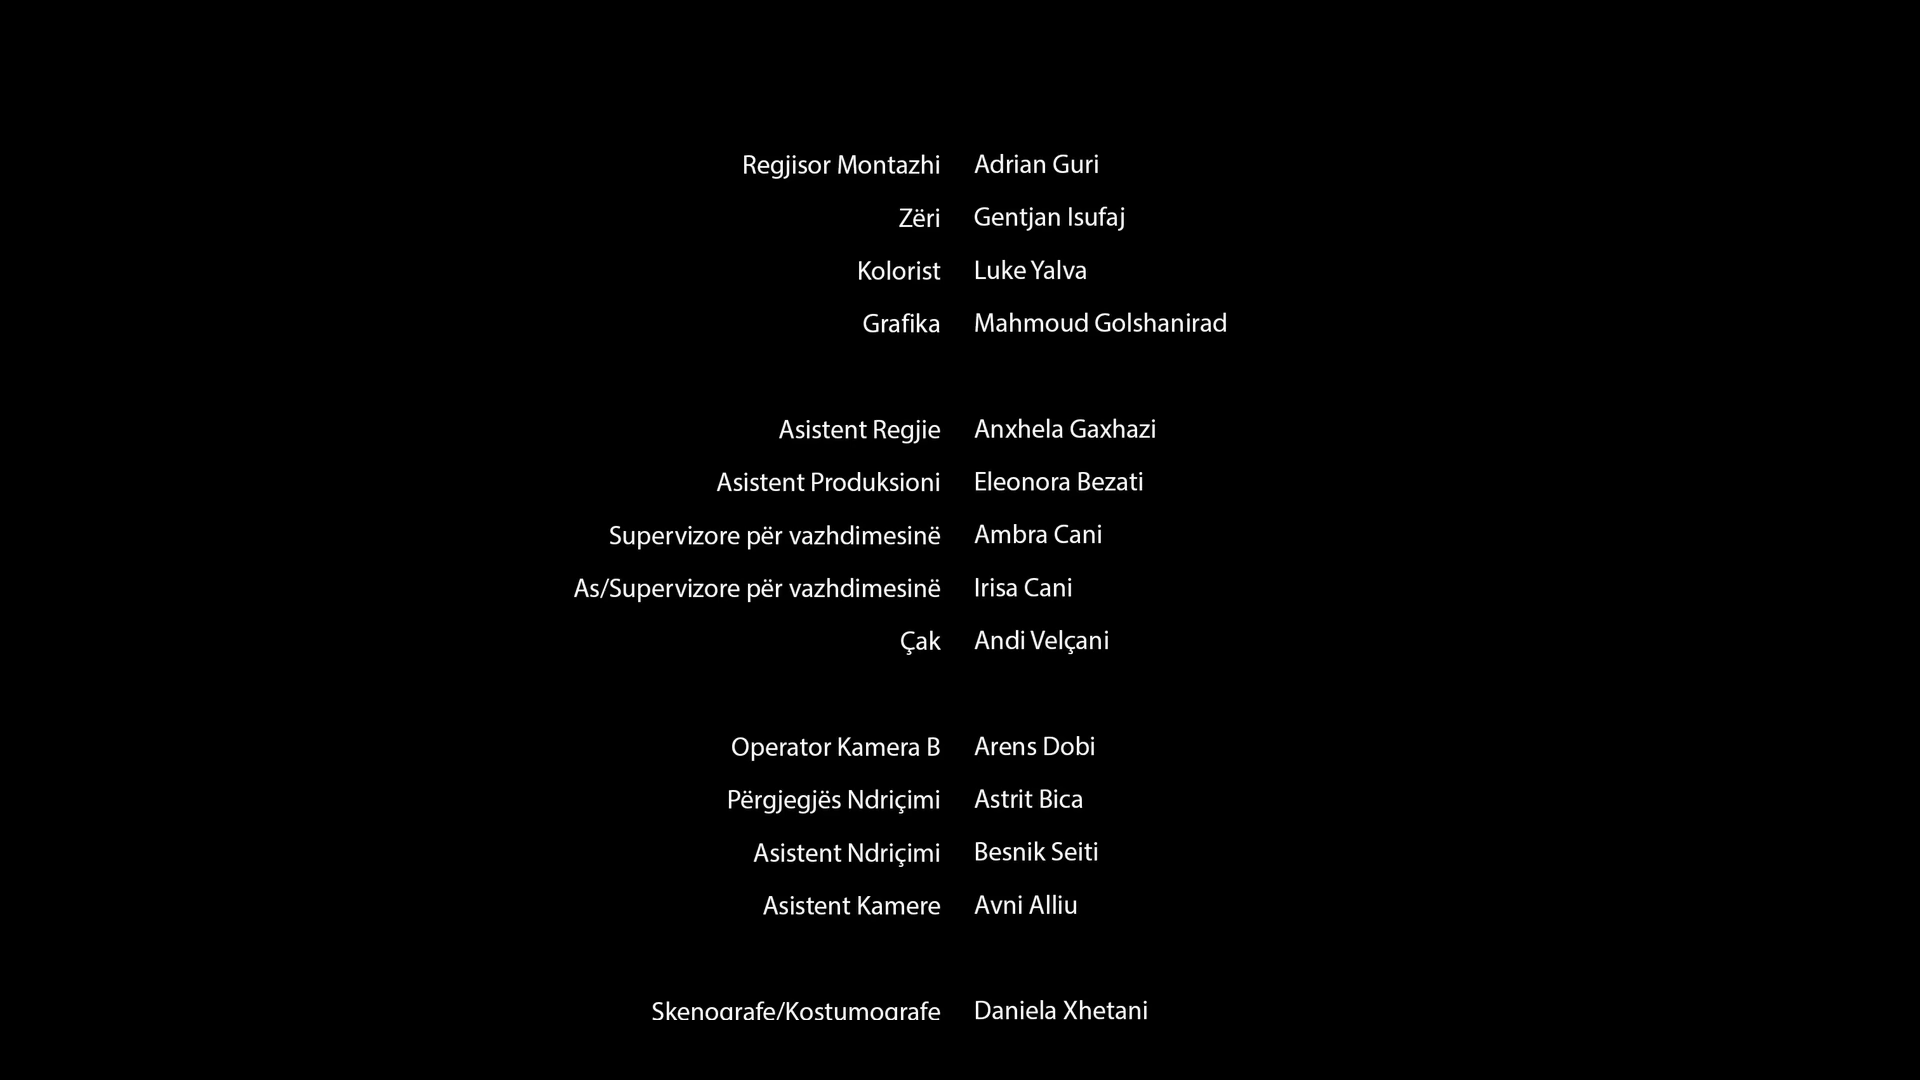 Regjisor Montazhi Adrian Guri
Zëri Gentjan Isufaj
Kolorist Luke Yalva
Grafika Mahmoud Golshanirad
Asistent Regjie Anxhela Gaxhazi
Asistent Produksioni Eleonora Bezati
Supervizore për vazhdimesinë Ambra Cani
As/Supervizore për vazhdimesinë Irisa Cani
Çak Andi Velçani
Operator Kamera B Arens Dobi
Përgjegjës Ndriçimi Astrit Bica
Asistent Ndriçimi Besnik Seiti
Asistent Kamere Avni Alliu
Skenografe/Kostumografe Daniela Xhetani